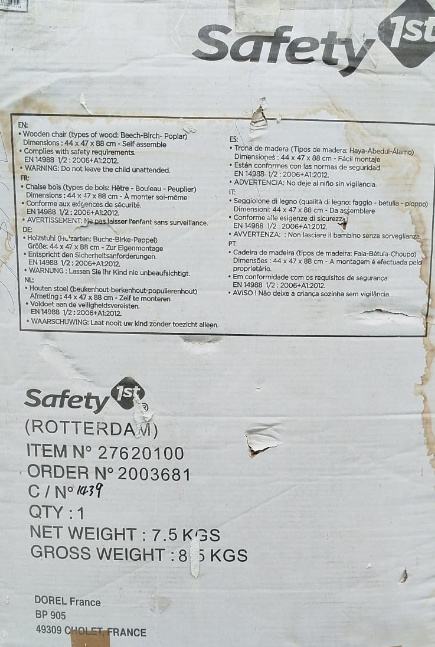 Safety 1st
EN:
• Wooden chair (types of wood: Beech-Birch- Poplar)
Dimensions : 44 x 47 x 88 cm - Self assemble
• Complies with safety requirements.
EN 14988 1/2 : 2006+A1:2012.
• WARNING: Do not leave the child unattended.
FR:
• Chaise bois (types de bois: Hêtre - Bouleau - Peuplier)
Dimensions : 44 x 47 x 88 cm - À monter soi-même
• Conforme aux exigences de sécurité.
EN 14988 1/2 : 2006+A1:2012.
• AVERTISSEMENT: Ne pas laisser l'enfant sans surveillance.
DE:
• Holzstuhl (Holzarten: Buche-Birke-Pappel)
Größe: 44 x 47 x 88 cm - Zur Eigenmontage
• Entspricht den Sicherheitsanforderungen.
EN 14988 1/2 : 2006+A1:2012.
• WARNUNG : Lassen Sie Ihr Kind nie unbeaufsichtigt.
NL:
• Houten stoel (beukenhout-berkenhout-populierenhout)
Afmeting : 44 x 47 x 88 cm - Zelf te monteren
• Voldoet aan de veiligheidsvereisten.
EN 14988 1/2 : 2006+A1:2012.
• WAARSCHUWING: Laat nooit uw kind zonder toezicht alleen.
ES:
• Trona de madera (Tipos de madera: Haya-Abedul-Álamo)
Dimensiones : 44 x 47 x 88 cm - Fácil montaje
• Están conformes con las normas de seguridad
EN 14988 1/2 : 2006+A1:2012.
• ADVERTENCIA: No deje al niño sin vigilancia.
IT:
• Seggiolone di legno (qualità di legno: faggio - betulla - pioppo)
Dimensioni: 44 x 47 x 88 cm - Da assemblare
• Conforme alle esigenze di sicurezza
EN 14988 1/2 : 2006+A1:2012.
• AVVERTENZA: : Non lasciare il bambino senza sorveglianza
PT:
• Cadeira de madeira (tipos de madeira: Faia-Bétula-Choupo)
Dimensões : 44 x 47 x 88 cm - A montagem é efectuada pelo
proprietário.
• Em conformidade com os requisitos de segurança
EN 14988 1/2 : 2006+A1:2012.
• AVISO ! Não deixe a criança sozinha sem vigilância.
Safety 1st ®
(ROTTERDAM)
ITEM N° 27620100
ORDER N° 2003681
C / N° 1439
QTY : 1
NET WEIGHT : 7.5 KGS
GROSS WEIGHT : 8.5 KGS
DOREL France
BP 905
49309 CHOLET, FRANCE